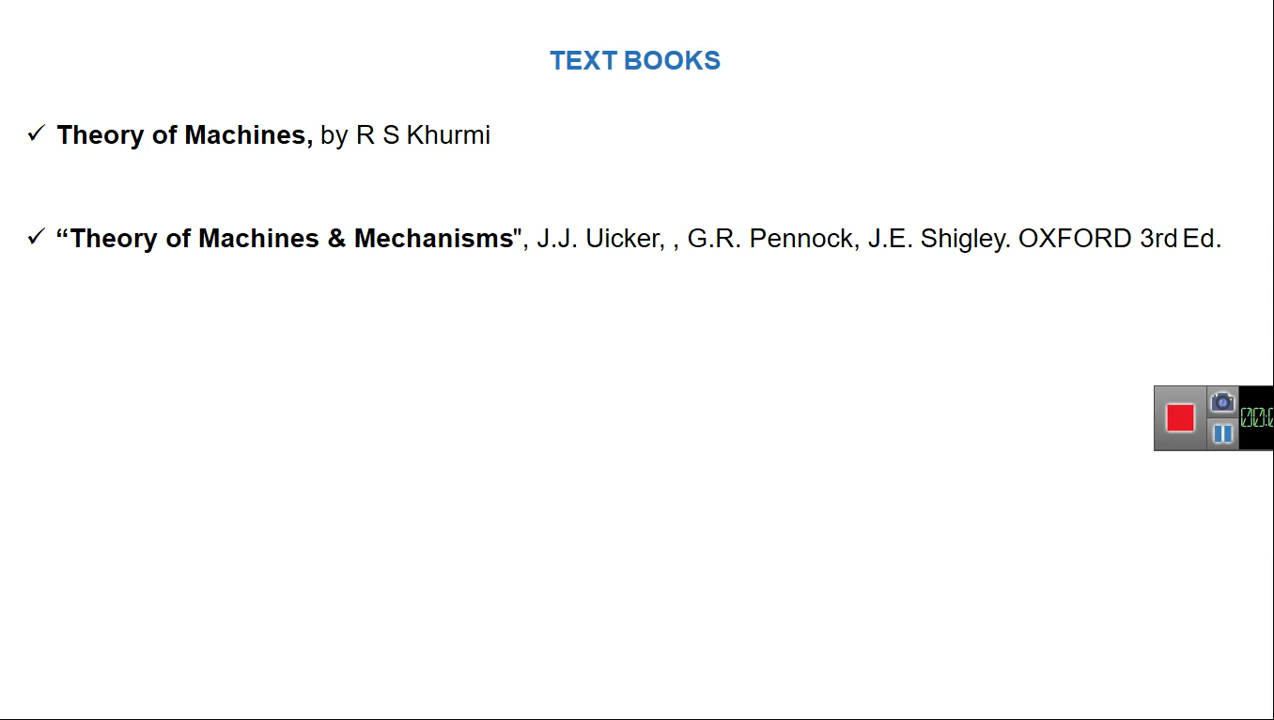 TEXT BOOKS
✓ Theory of Machines, by R S Khurmi
✓ “Theory of Machines & Mechanisms", J.J. Uicker, , G.R. Pennock, J.E. Shigley. OXFORD 3rd Ed.